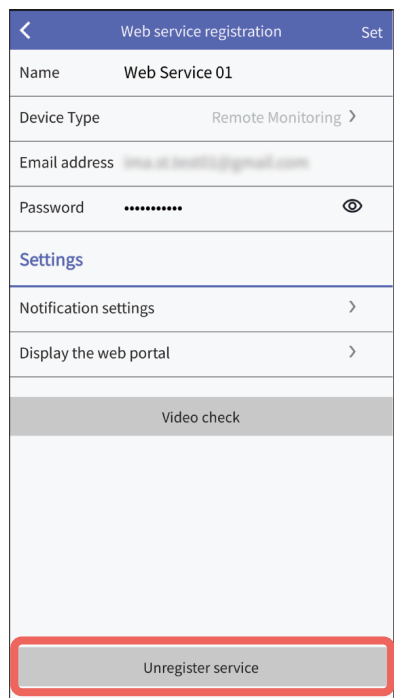 Web service registration Set
Name Web Service 01
Device Type Remote Monitoring
Email address
Password
Settings
Notification settings
Display the web portal
Video check
Unregister service